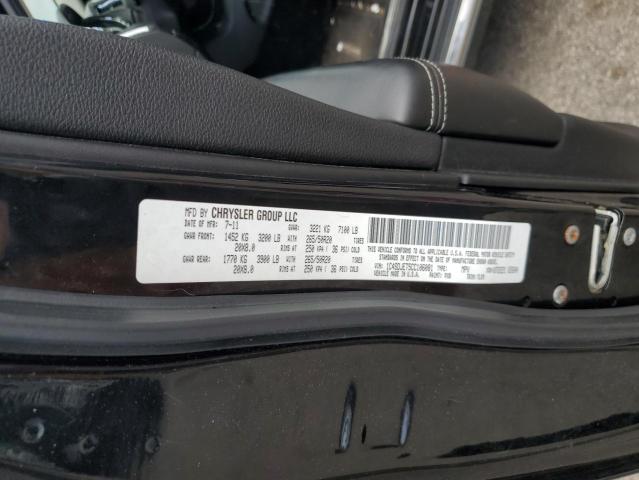 MFD BY CHRYSLER GROUP LLC
DATE OF MFR: 7-11 GVWR: 3221 KG 7100 LB
GAWR FRONT: 1452 KG 3200 LB 265/50R20 TIRES
20X8.0 RIMS AT 250 KPA / 36 PSI COLD
GAWR REAR: 1770 KG 3900 LB 265/50R20 TIRES
20X8.0 RIMS AT 250 KPA / 36 PSI COLD
THIS VEHICLE CONFORMS TO ALL APPLICABLE U.S.A. FEDERAL MOTOR VEHICLE SAFETY
STANDARDS IN EFFECT ON THE DATE OF MANUFACTURE SHOWN ABOVE.
VIN: TYPE: MPV
VEHICLE MADE IN U.S.A. PAINT: PXR TRIM: